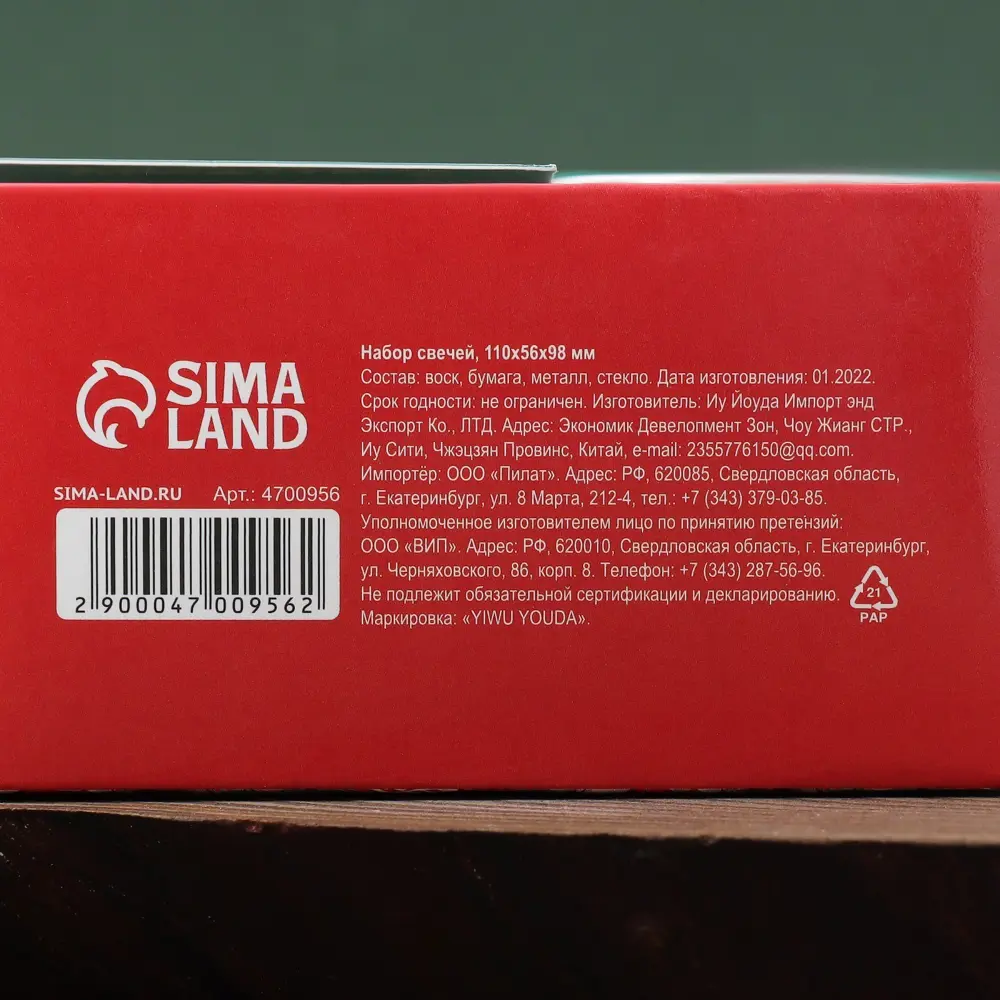 SIMA
LAND
SIMA-LAND.RU Арт.: 4700956
2 900047 009562
Набор свечей, 110х56х98 мм
Состав: воск, бумага, металл, стекло. Дата изготовления: 01.2022.
Срок годности: не ограничен. Изготовитель: Иу Йоуда Импорт энд
Экспорт Ко., ЛТД. Адрес: Экономик Девелопмент Зон, Чоу Жианг СТР.,
Иу Сити, Чжэцзян Провинс, Китай, e-mail: 2355776150@qq.com.
Импортёр: ООО «Пилат». Адрес: РФ, 620085, Свердловская область,
г. Екатеринбург, ул. 8 Марта, 212-4, тел.: +7 (343) 379-03-85.
Уполномоченное изготовителем лицо по принятию претензий:
ООО «ВИП». Адрес: РФ, 620010, Свердловская область, г. Екатеринбург,
ул. Черняховского, 86, корп. 8. Телефон: +7 (343) 287-56-96.
Не подлежит обязательной сертификации и декларированию.
Маркировка: «YIWU YOUDA».
21
PAP